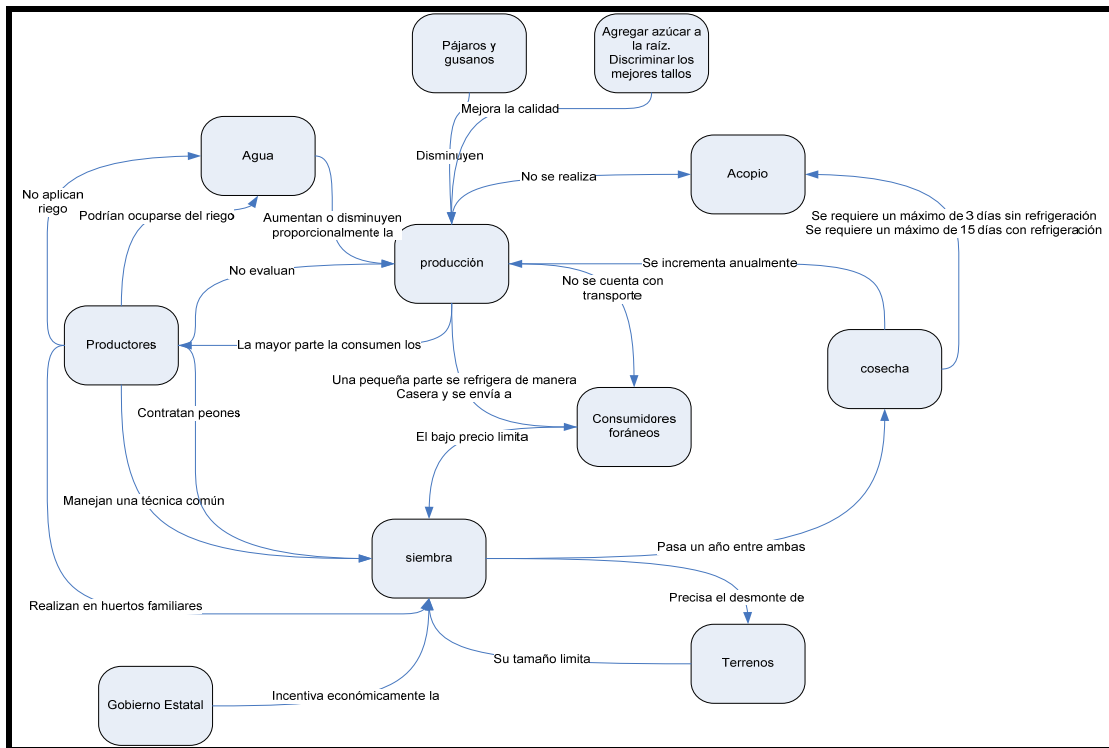 Pájaros y
gusanos
Agregar azúcar a
la raíz.
Discriminar los
mejores tallos
Mejora la calidad
Disminuyen
Agua
Acopio
No se realiza
No aplican
riego
Podrían ocuparse del riego
Aumentan o disminuyen
proporcionalmente la
Se requiere un máximo de 3 días sin refrigeración
Se requiere un máximo de 15 días con refrigeración
producción
No evaluan
Se incrementa anualmente
No se cuenta con
transporte
Productores
La mayor parte la consumen los
cosecha
Una pequeña parte se refrigera de manera
Casera y se envía a
Contratan peones
Consumidores
foráneos
El bajo precio limita
Manejan una técnica común
siembra
Pasa un año entre ambas
Precisa el desmonte de
Realizan en huertos familiares
Su tamaño limita
Terrenos
Gobierno Estatal
Incentiva económicamente la